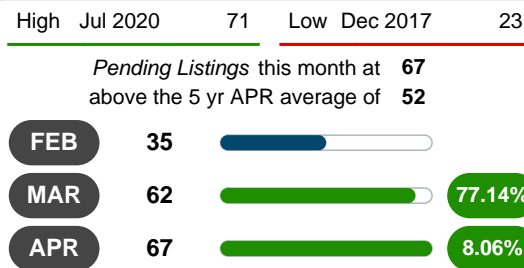 High Jul 2020 71 Low Dec 2017 23
Pending Listings this month at 67
above the 5 yr APR average of 52
FEB 35
MAR 62 77.14%
APR 67 8.06%